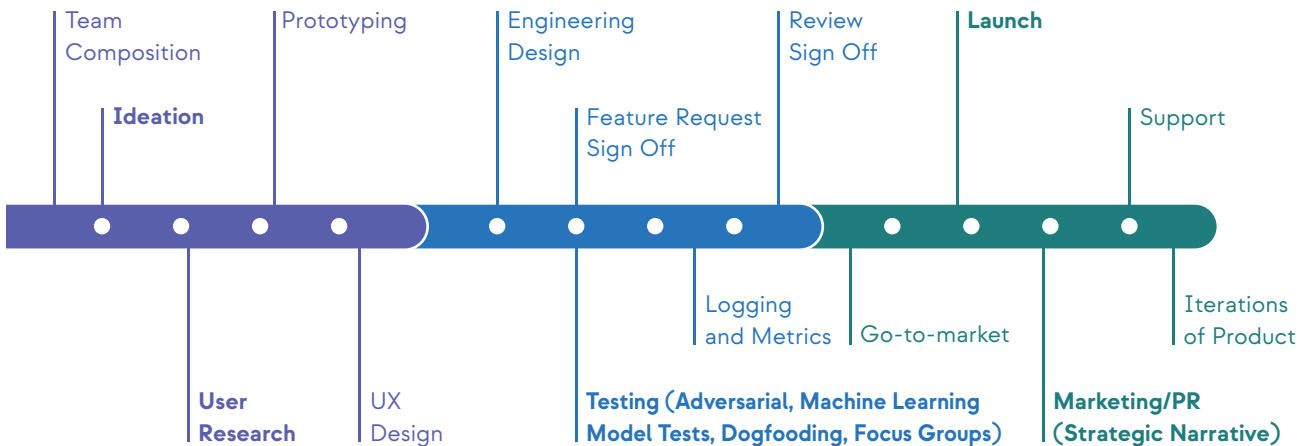 Team
Composition
Ideation
Prototyping
Engineering
Design
Feature Request
Sign Off
Review
Sign Off
Launch
Support
User
Research
UX
Design
Testing (Adversarial, Machine Learning
Model Tests, Dogfooding, Focus Groups)
Logging
and Metrics
Go-to-market
Marketing/PR
(Strategic Narrative)
Iterations
of Product